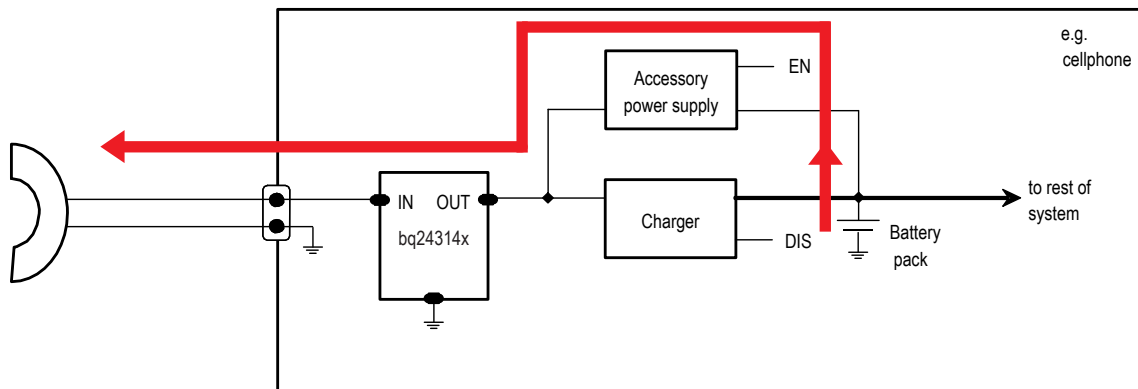 e.g.
cellphone
Accessory
power supply
EN
IN
OUT
bq24314x
Charger
DIS
to rest of
system
Battery
pack